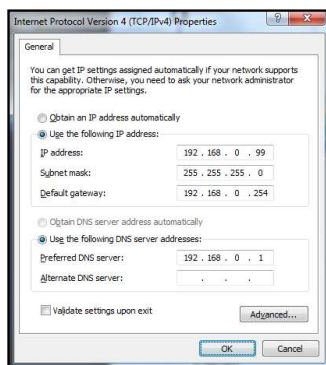 Internet Protocol Version 4 (TCP/IPv4) Properties
General
You can get IP settings assigned automatically if your network supports
this capability. Otherwise, you need to ask your network administrator
for the appropriate IP settings.
Obtain an IP address automatically
Use the following IP address:
IP address: 192 . 168 . 0 . 99
Subnet mask: 255 . 255 . 255 . 0
Default gateway: 192 . 168 . 0 . 254
Obtain DNS server address automatically
Use the following DNS server addresses:
Preferred DNS server: 192 . 168 . 0 . 1
Alternate DNS server: . . .
Validate settings upon exit
Advanced...
OK Cancel